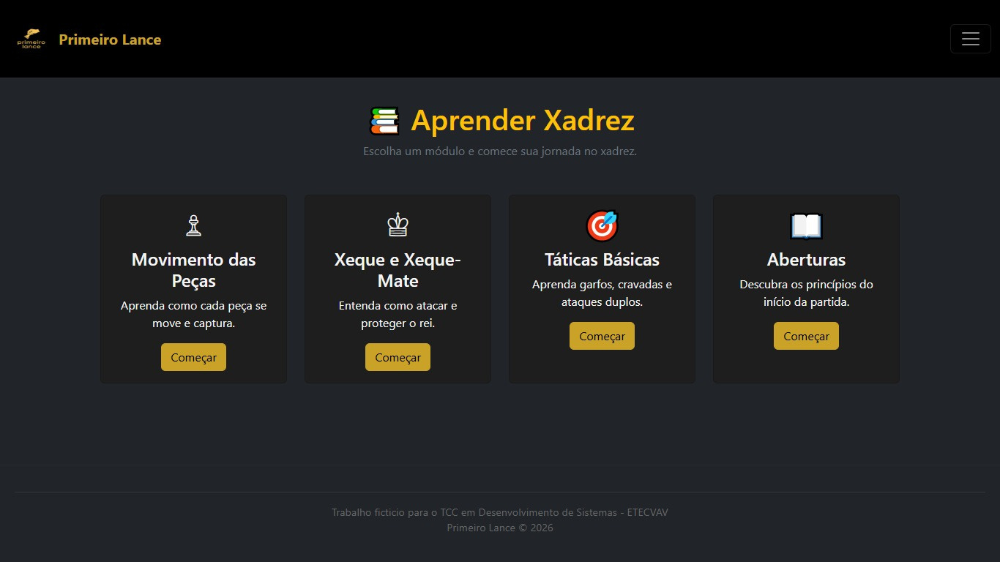 primeiro
lance
Primeiro Lance
Aprender Xadrez
Escolha um módulo e comece sua jornada no xadrez.
Movimento das
Peças
Aprenda como cada peça se
move e captura.
Começar
Xeque e Xeque-
Mate
Entenda como atacar e
proteger o rei.
Começar
Táticas Básicas
Aprenda garfos, cravadas e
ataques duplos.
Começar
Aberturas
Descubra os princípios do
início da partida.
Começar
Trabalho ficticio para o TCC em Desenvolvimento de Sistemas - ETECVAV
Primeiro Lance © 2026